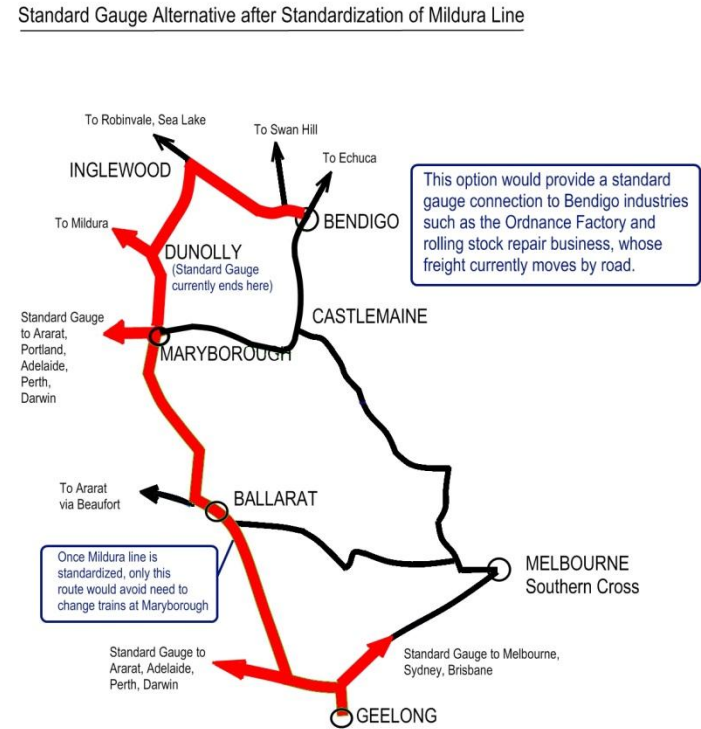 Standard Gauge Alternative after Standardization of Mildura Line
To Robinvale, Sea Lake
To Swan Hill
To Echuca
INGLEWOOD
This option would provide a standard
gauge connection to Bendigo industries
such as the Ordnance Factory and
rolling stock repair business, whose
freight currently moves by road.
To Mildura
BENDIGO
DUNOLLY
(Standard Gauge
currently ends here)
Standard Gauge
to Ararat,
Portland,
Adelaide,
Perth,
Darwin
CASTLEMAINE
MARYBOROUGH
To Ararat
via Beaufort
BALLARAT
Once Mildura line is
standardized, only this
route would avoid need to
change trains at Maryborough
MELBOURNE
Southern Cross
Standard Gauge to
Ararat, Adelaide,
Perth, Darwin
Standard Gauge to Melbourne,
Sydney, Brisbane
GEELONG